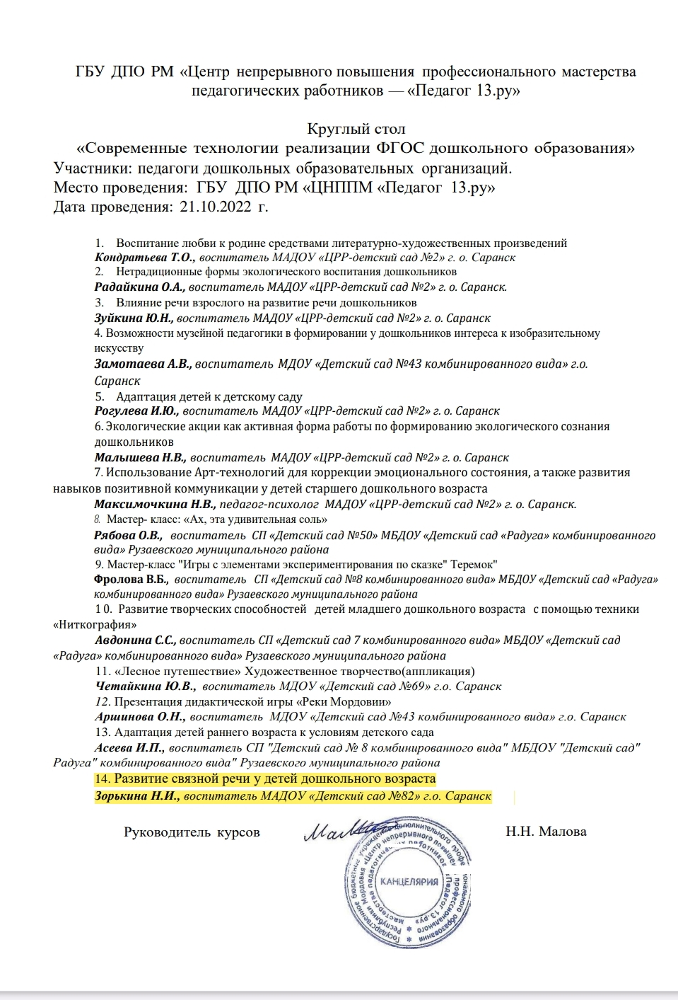 ГБУ ДПО РМ «Центр непрерывного повышения профессионального мастерства
педагогических работников — «Педагог 13.ру»
Круглый стол
«Современные технологии реализации ФГОС дошкольного образования»
Участники: педагоги дошкольных образовательных организаций.
Место проведения: ГБУ ДПО РМ «ЦНППМ «Педагог 13.ру»
Дата проведения: 21.10.2022 г.
1. Воспитание любви к родине средствами литературно-художественных произведений
Кондратьева Т.О., воспитатель МАДОУ «ЦРР-детский сад №2» г. о. Саранск
2. Нетрадиционные формы экологического воспитания дошкольников
Радайкина О.А., воспитатель МАДОУ «ЦРР-детский сад №2» г. о. Саранск.
3. Влияние речи взрослого на развитие речи дошкольников
Зуйкина Ю.Н., воспитатель МАДОУ «ЦРР-детский сад №2» г. о. Саранск
4. Возможности музейной педагогики в формировании у дошкольников интереса к изобразительному
искусству
Замотаева А.В., воспитатель МДОУ «Детский сад №43 комбинированного вида» г.о.
Саранск
5. Адаптация детей к детскому саду
Рогулева И.Ю., воспитатель МАДОУ «ЦРР-детский сад №2» г. о. Саранск
6. Экологические акции как активная форма работы по формированию экологического сознания
дошкольников
Малышева Н.В., воспитатель МАДОУ «ЦРР-детский сад №2» г. о. Саранск
7. Использование Арт-технологий для коррекции эмоционального состояния, а также развития
навыков позитивной коммуникации у детей старшего дошкольного возраста
Максимочкина Н.В., педагог-психолог МАДОУ «ЦРР-детский сад №2» г. о. Саранск.
8. Мастер- класс: «Ах, эта удивительная соль»
Рябова О.В., воспитатель СП «Детский сад №50» МБДОУ «Детский сад «Радуга» комбинированного
вида» Рузаевского муниципального района
9. Мастер-класс "Игры с элементами экспериментирования по сказке" Теремок"
Фролова В.Б., воспитатель СП «Детский сад №8 комбинированного вида» МБДОУ «Детский сад «Радуга»
комбинированного вида» Рузаевского муниципального района
10. Развитие творческих способностей детей младшего дошкольного возраста с помощью техники
«Ниткография»
Авдонина С.С., воспитатель СП «Детский сад 7 комбинированного вида» МБДОУ «Детский сад
«Радуга» комбинированного вида» Рузаевского муниципального района
11. «Лесное путешествие» Художественное творчество(аппликация)
Четайкина Ю.В., воспитатель МДОУ «Детский сад №69» г.о. Саранск
12. Презентация дидактической игры «Реки Мордовии»
Аршинова О.Н., воспитатель МДОУ «Детский сад №43 комбинированного вида» г.о. Саранск
13. Адаптация детей раннего возраста к условиям детского сада
Асеева И.П., воспитатель СП "Детский сад № 8 комбинированного вида" МБДОУ "Детский сад"
Радуга" комбинированного вида" Рузаевского муниципального района
14. Развитие связной речи у детей дошкольного возраста
Зорькина Н.И., воспитатель МАДОУ «Детский сад №82» г.о. Саранск
Руководитель курсов
Н.Н. Малова
КАНЦЕЛЯРИЯ